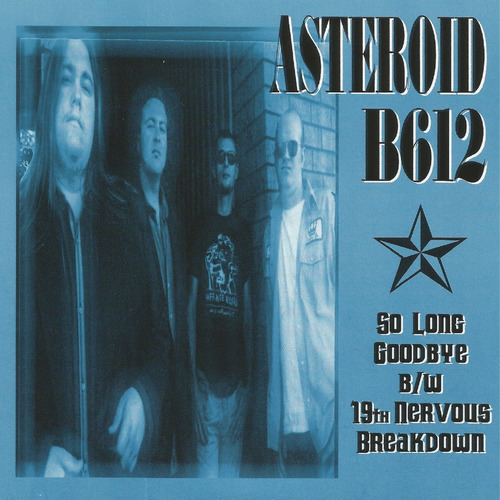 ASTEROID
B612
So Long
Goodbye
B/W
19th Nervous
Breakdown